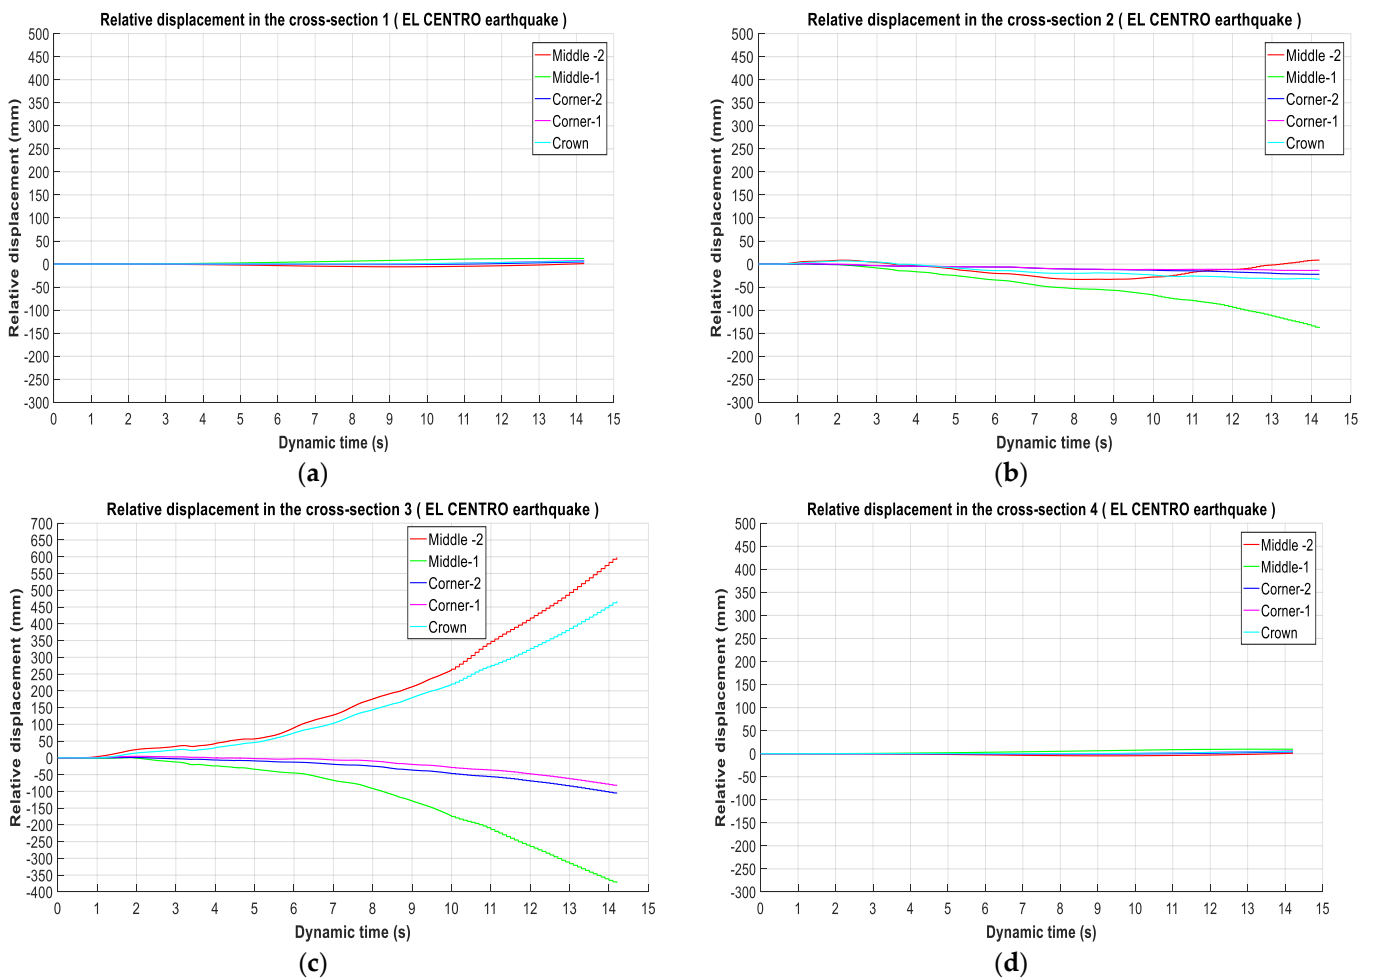 Relative displacement in the cross-section 1 ( EL CENTRO earthquake )
500
450
400
350
300
250
200
150
100
50
0
-50
-100
-150
-200
-250
-300
Relative displacement (mm)
Middle -2
Middle-1
Corner-2
Corner-1
Crown
0 1 2 3 4 5 6 7 8 9 10 11 12 13 14 15
Dynamic time (s)
(a)
Relative displacement in the cross-section 2 ( EL CENTRO earthquake )
500
450
400
350
300
250
200
150
100
50
0
-50
-100
-150
-200
-250
-300
Relative displacement (mm)
Middle -2
Middle-1
Corner-2
Corner-1
Crown
0 1 2 3 4 5 6 7 8 9 10 11 12 13 14 15
Dynamic time (s)
(b)
Relative displacement in the cross-section 3 ( EL CENTRO earthquake )
700
650
600
550
500
450
400
350
300
250
200
150
100
50
0
-50
-100
-150
-200
-250
-300
-350
-400
Relative displacement (mm)
Middle -2
Middle-1
Corner-2
Corner-1
Crown
0 1 2 3 4 5 6 7 8 9 10 11 12 13 14 15
Dynamic time (s)
(c)
Relative displacement in the cross-section 4 ( EL CENTRO earthquake )
500
450
400
350
300
250
200
150
100
50
0
-50
-100
-150
-200
-250
-300
Relative displacement (mm)
Middle -2
Middle-1
Corner-2
Corner-1
Crown
0 1 2 3 4 5 6 7 8 9 10 11 12 13 14 15
Dynamic time (s)
(d)